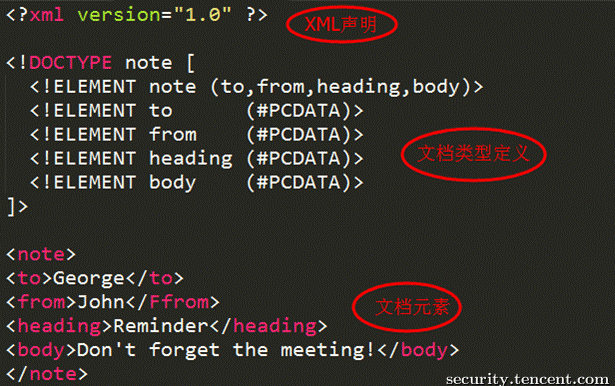 <?xml version="1.0" ?>
XML声明
<!DOCTYPE note [
<!ELEMENT note (to,from,heading,body)>
<!ELEMENT to (#PCDATA)>
<!ELEMENT from (#PCDATA)>
<!ELEMENT heading (#PCDATA)>
<!ELEMENT body (#PCDATA)>
]>
文档类型定义
<note>
<to>George</to>
<from>John</Ffrom>
<heading>Reminder</heading>
<body>Don't forget the meeting!</body>
</note>
文档元素
security.tencent.com